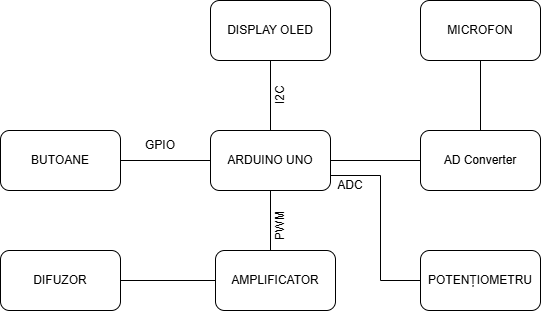 DISPLAY OLED
MICROFON
I2C
GPIO
BUTOANE
ARDUINO UNO
AD Converter
ADC
PWM
DIFUZOR
AMPLIFICATOR
POTENȚIOMETRU